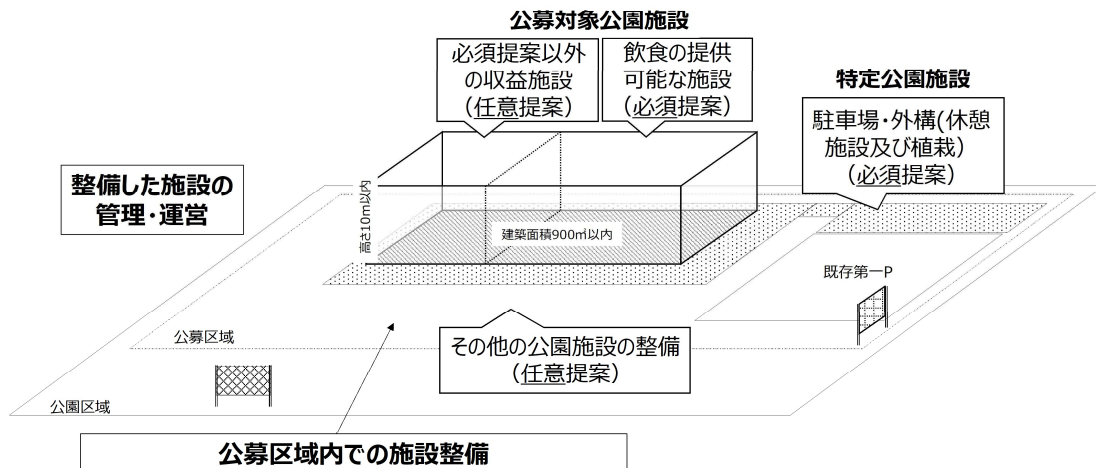 公募対象公園施設
必須提案以外
の収益施設
（任意提案）
飲食の提供
可能な施設
（必須提案）
特定公園施設
駐車場・外構(休憩
施設及び植栽）
（必須提案）
整備した施設の
管理・運営
高さ10m以内
建築面積900㎡以内
既存第一P
公募区域
その他の公園施設の整備
（任意提案）
公園区域
公募区域内での施設整備